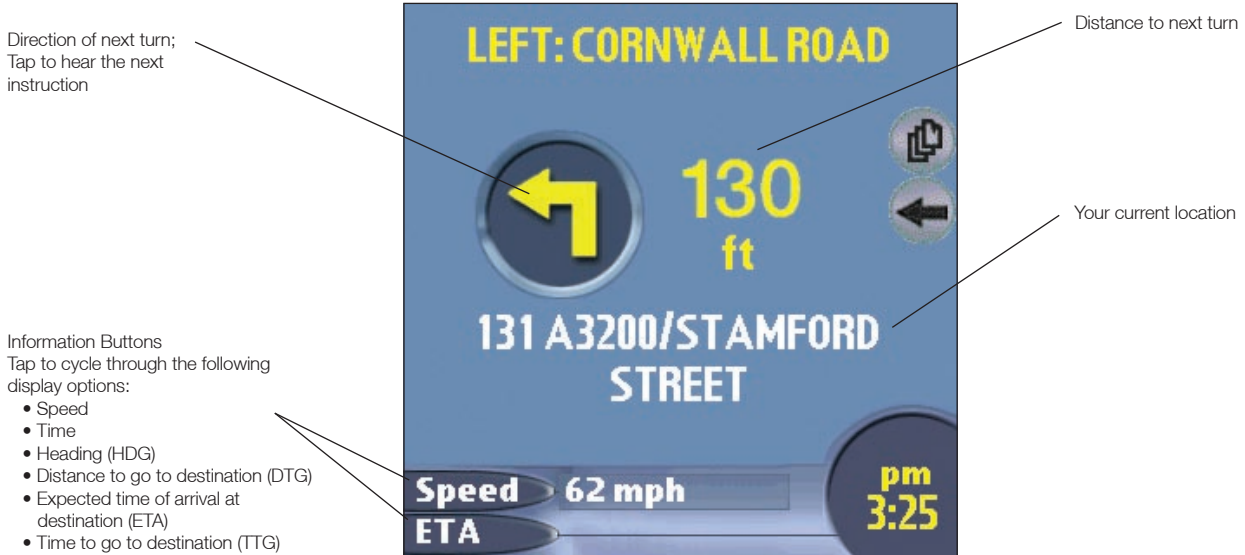 Direction of next turn;
Tap to hear the next
instruction
Information Buttons
Tap to cycle through the following
display options:
• Speed
• Time
• Heading (HDG)
• Distance to go to destination (DTG)
• Expected time of arrival at
destination (ETA)
• Time to go to destination (TTG)
LEFT: CORNWALL ROAD
130
ft
131 A3200/STAMFORD
STREET
Speed 62 mph
ETA
pm
3:25
Distance to next turn
Your current location